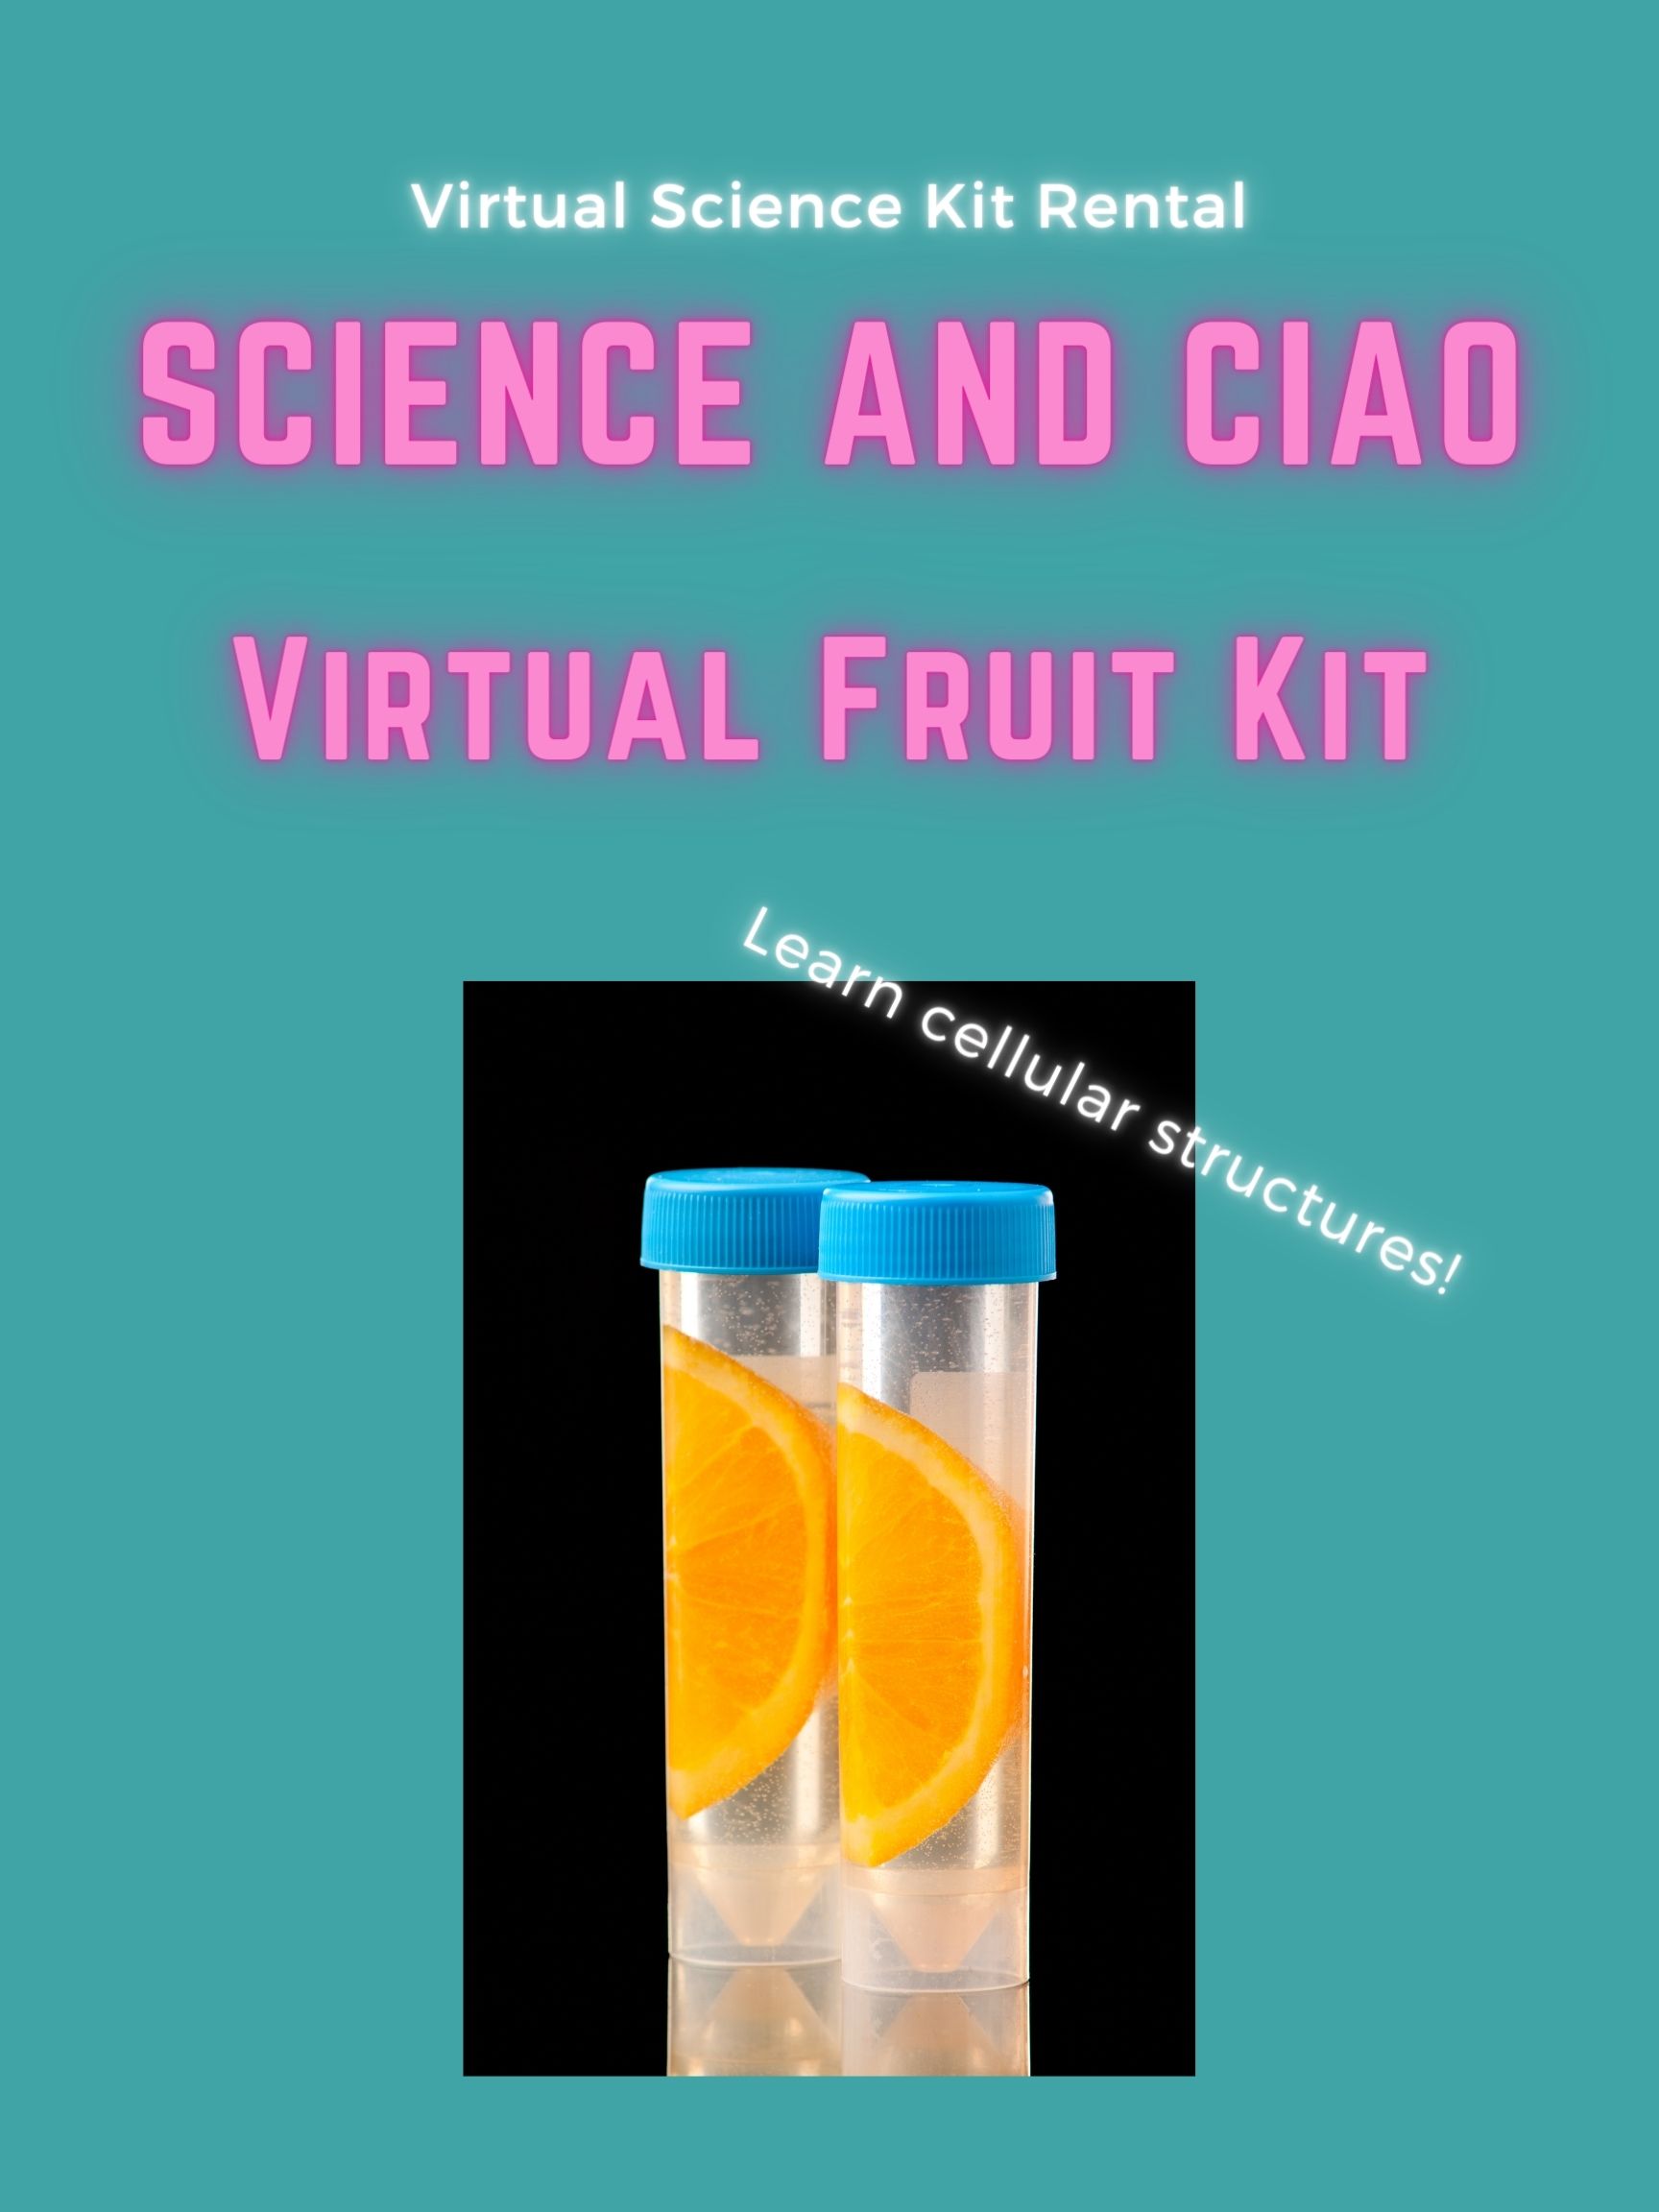 Virtual Science Kit Rental
SCIENCE AND CIAO
Virtual Fruit Kit
Learn cellular structures!